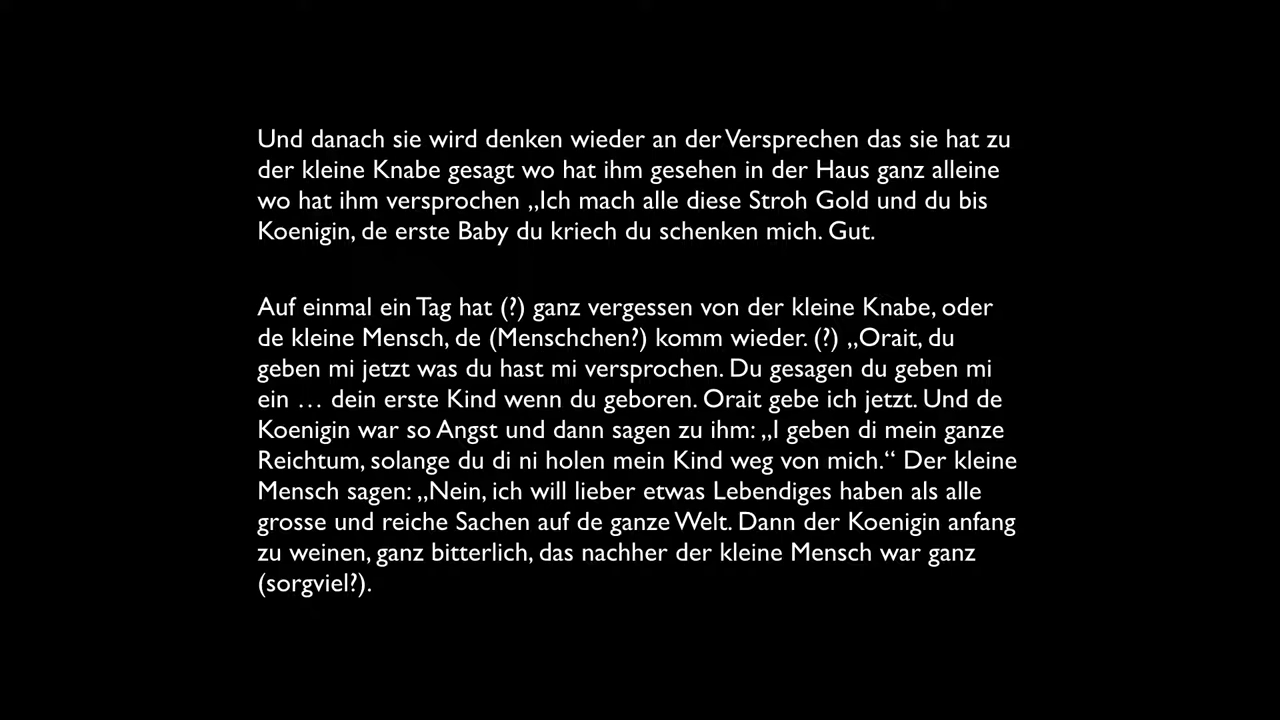 Und danach sie wird denken wieder an der Versprechen das sie hat zu
der kleine Knabe gesagt wo hat ihm gesehen in der Haus ganz alleine
wo hat ihm versprochen „Ich mach alle diese Stroh Gold und du bis
Koenigin, de erste Baby du kriech du schenken mich. Gut.
Auf einmal ein Tag hat (?) ganz vergessen von der kleine Knabe, oder
de kleine Mensch, de (Menschchen?) komm wieder. (?) „Orait, du
geben mi jetzt was du hast mi versprochen. Du gesagen du geben mi
ein … dein erste Kind wenn du geboren. Orait gebe ich jetzt. Und de
Koenigin war so Angst und dann sagen zu ihm: „I geben di mein ganze
Reichtum, solange du di ni holen mein Kind weg von mich.“ Der kleine
Mensch sagen: „Nein, ich will lieber etwas Lebendiges haben als alle
grosse und reiche Sachen auf de ganze Welt. Dann der Koenigin anfang
zu weinen, ganz bitterlich, das nachher der kleine Mensch war ganz
(sorgviel?).